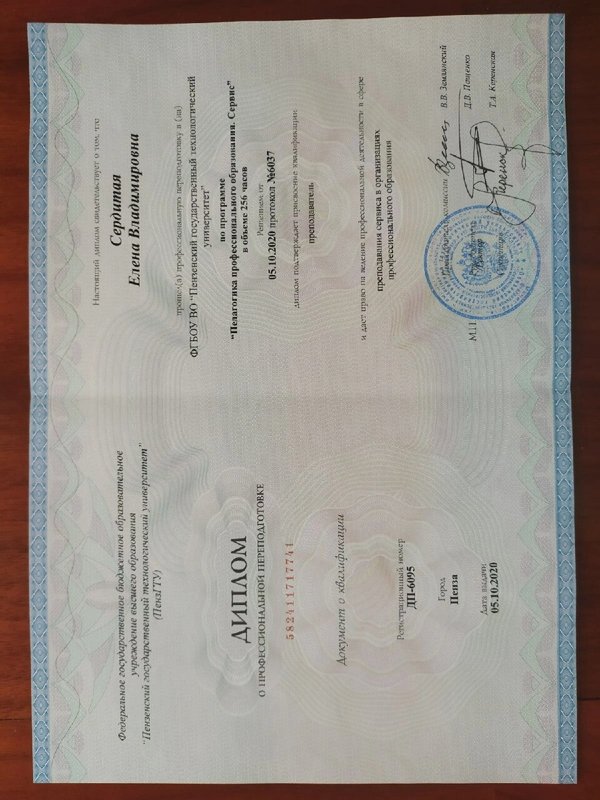 Федеральное государственное бюджетное образовательное
учреждение высшего образования
"Пензенский государственный технологический университет"
(ПензГТУ)
ДИПЛОМ
О ПРОФЕССИОНАЛЬНОЙ ПЕРЕПОДГОТОВКЕ
582411717741
Документ о квалификации
Регистрационный номер
ДП-6095
Город
Пенза
Дата выдачи
05.10.2020
Настоящий диплом свидетельствует о том, что
Сердитая
Елена Владимировна
прошел(а) профессиональную переподготовку в (на)
ФГБОУ ВО "Пензенский государственный технологический
университет"
по программе
"Педагогика профессионального образования. Сервис"
в объеме 256 часов
Решением от
05.10.2020 протокол №6037
диплом подтверждает присвоение квалификации
преподаватель
и дает право на ведение профессиональной деятельности в сфере
преподавания сервиса в организациях
профессионального образования
В.В. Землянский
Д.В. Пащенко
Т.А. Каренская
М.П.